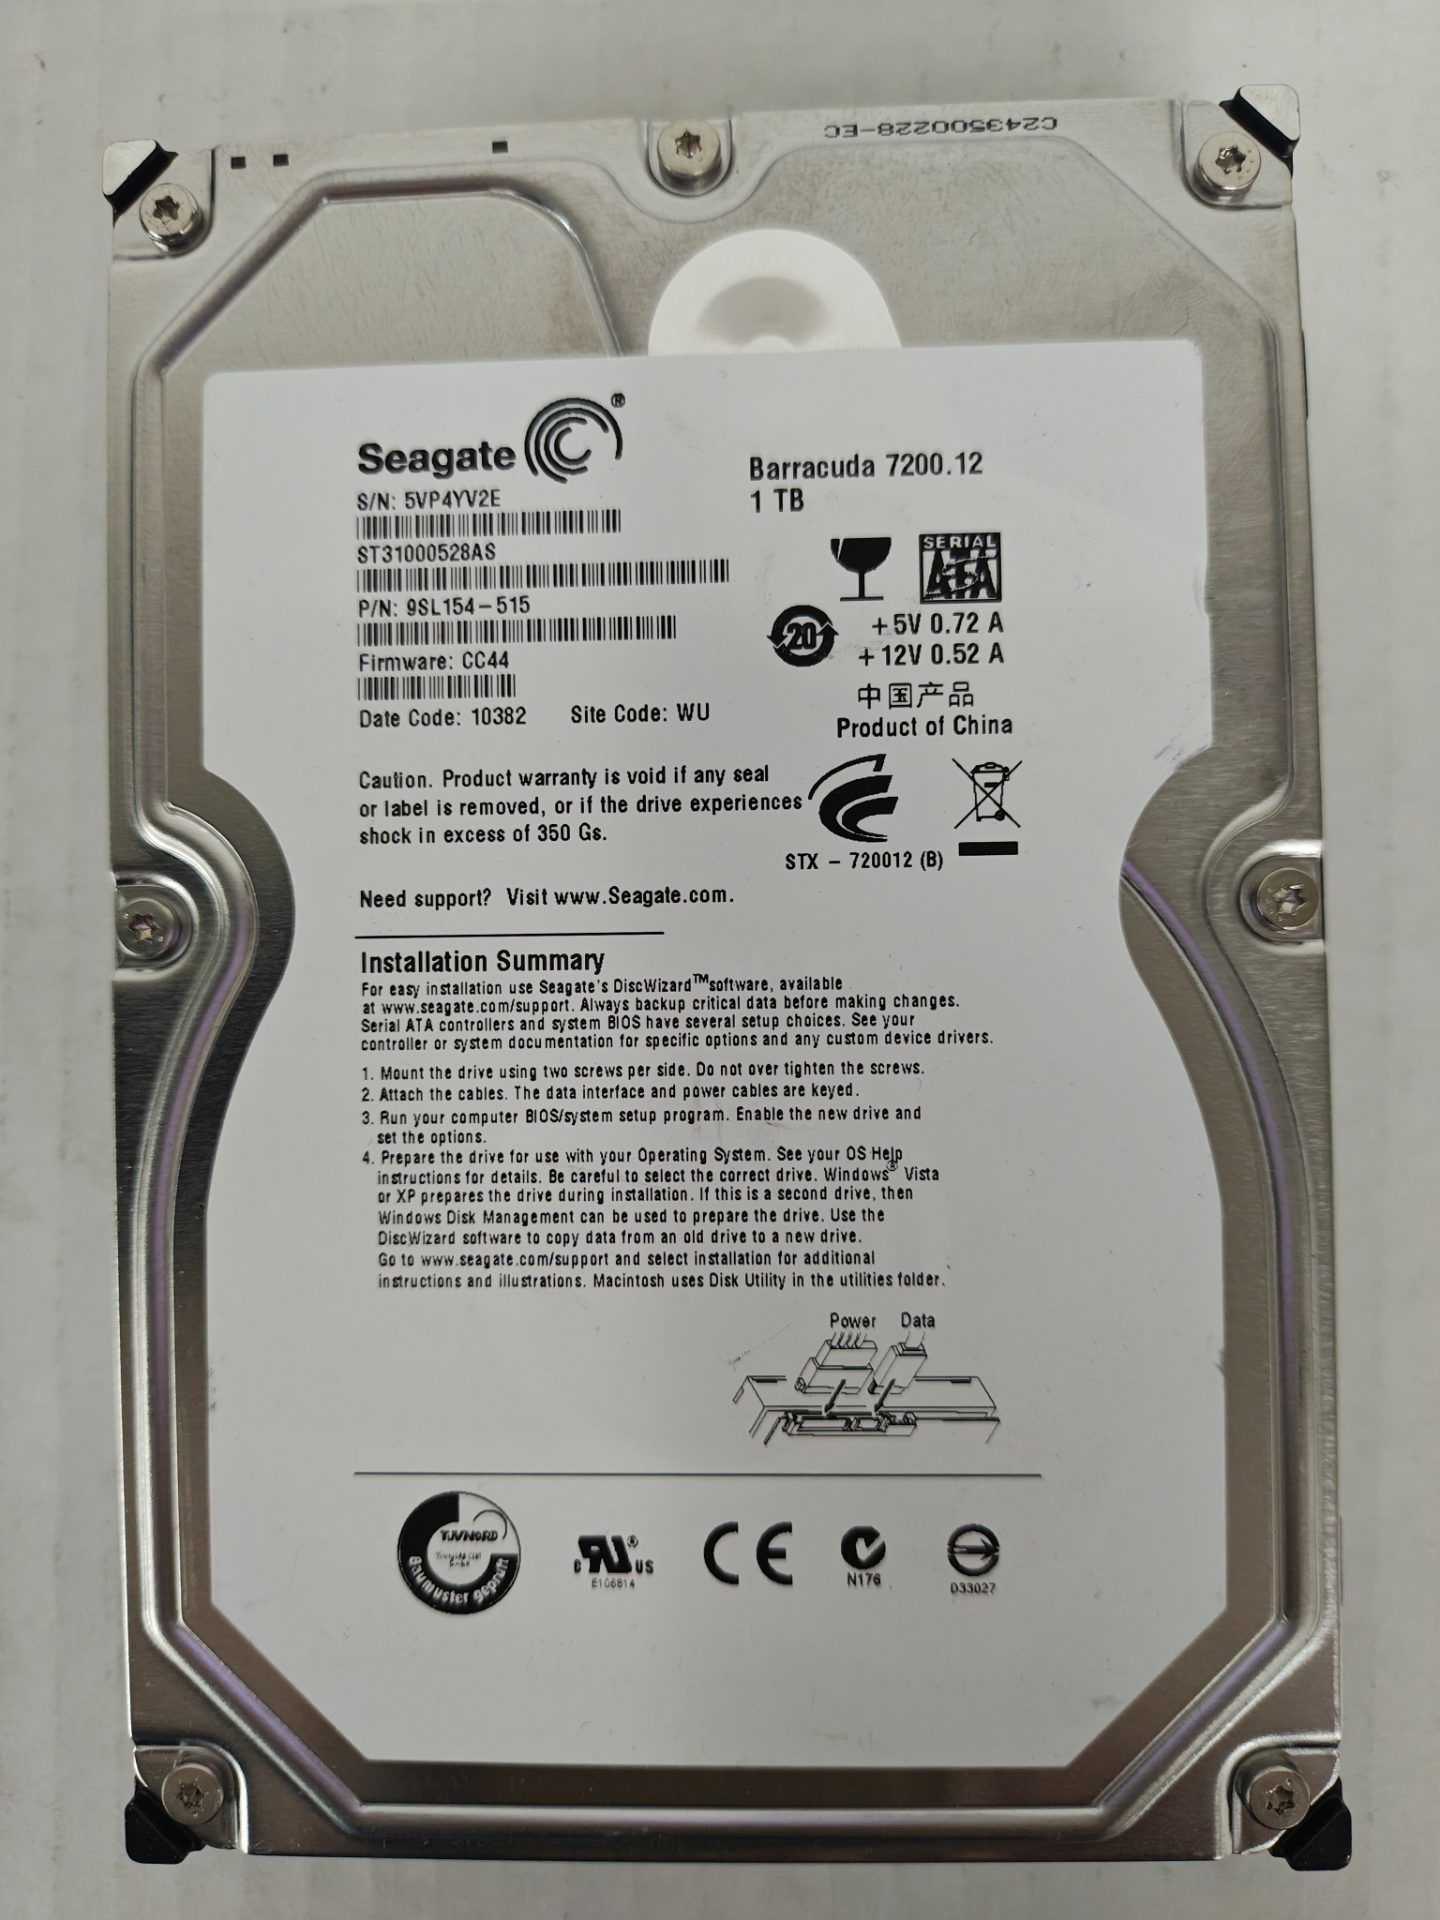 C243500228-EC
Seagate®
S/N: 5VP4YV2E
ST31000528AS
P/N: 9SL154-515
Firmware: CC44
Date Code: 10382 Site Code: WU
Barracuda 7200.12
1 TB
SERIAL
ATA
20
+5V 0.72 A
+12V 0.52 A
中国产品
Product of China
Caution. Product warranty is void if any seal
or label is removed, or if the drive experiences
shock in excess of 350 Gs.
STX - 720012 (B)
Need support? Visit www.Seagate.com.
Installation Summary
For easy installation use Seagate's DiscWizard™software, available
at www.seagate.com/support. Always backup critical data before making changes.
Serial ATA controllers and system BIOS have several setup choices. See your
controller or system documentation for specific options and any custom device drivers.
1. Mount the drive using two screws per side. Do not over tighten the screws.
2. Attach the cables. The data interface and power cables are keyed.
3. Run your computer BIOS/system setup program. Enable the new drive and
set the options.
4. Prepare the drive for use with your Operating System. See your OS Help
instructions for details. Be careful to select the correct drive. Windows® Vista
or XP prepares the drive during installation. If this is a second drive, then
Windows Disk Management can be used to prepare the drive. Use the
DiscWizard software to copy data from an old drive to a new drive.
Go to www.seagate.com/support and select installation for additional
instructions and illustrations. Macintosh uses Disk Utility in the utilities folder.
Power Data
TUVNORD
Baumuster geprüft
c RU® US
E106814
CE
N176
D33027